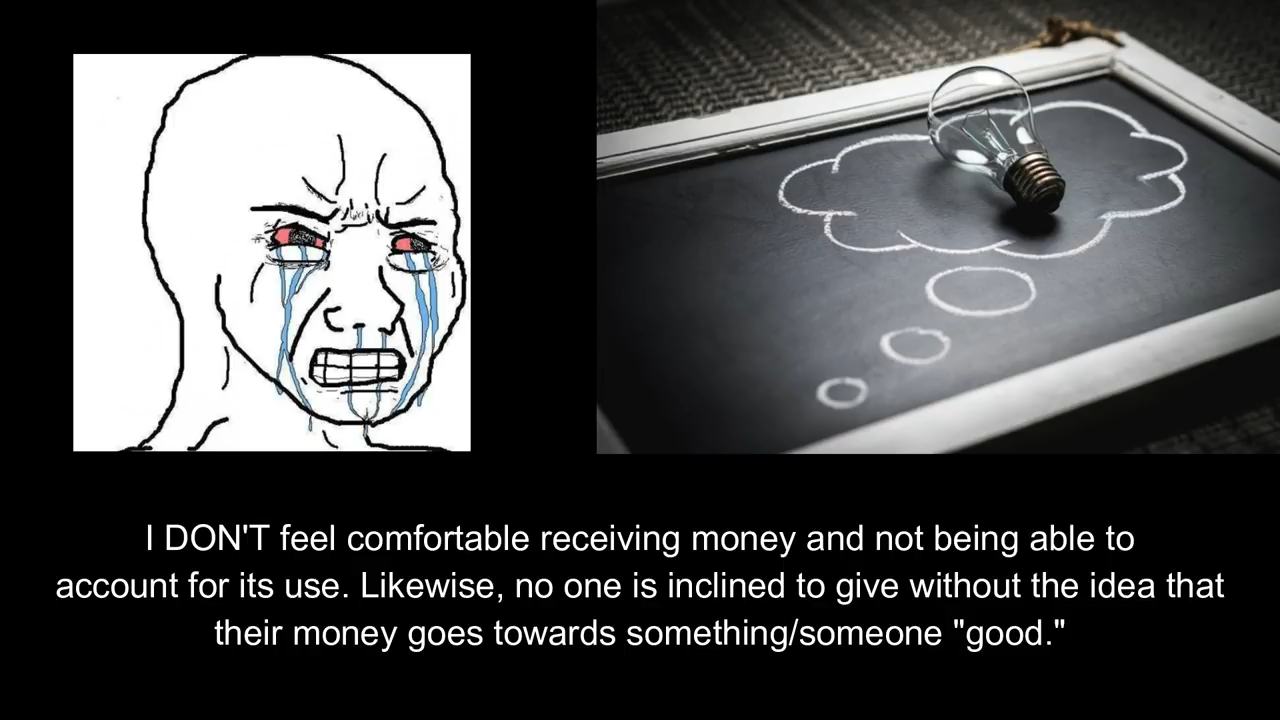 I DON'T feel comfortable receiving money and not being able to
account for its use. Likewise, no one is inclined to give without the idea that
their money goes towards something/someone "good."